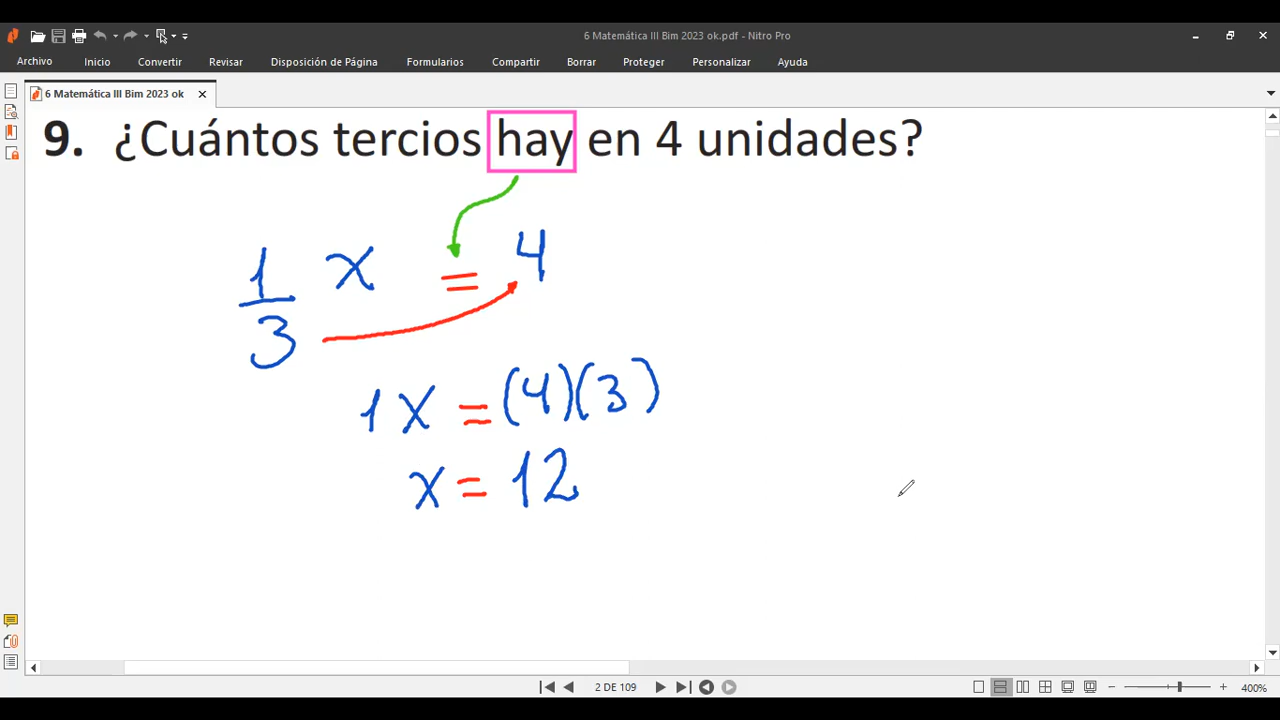 6 Matemática III Bim 2023 ok.pdf - Nitro Pro
Archivo Inicio Convertir Revisar Disposición de Página Formularios Compartir Borrar Proteger Personalizar Ayuda
6 Matemática III Bim 2023 ok
9. ¿Cuántos tercios hay en 4 unidades?
1/3 x = 4
1x = (4)(3)
x = 12
2 DE 109
400%